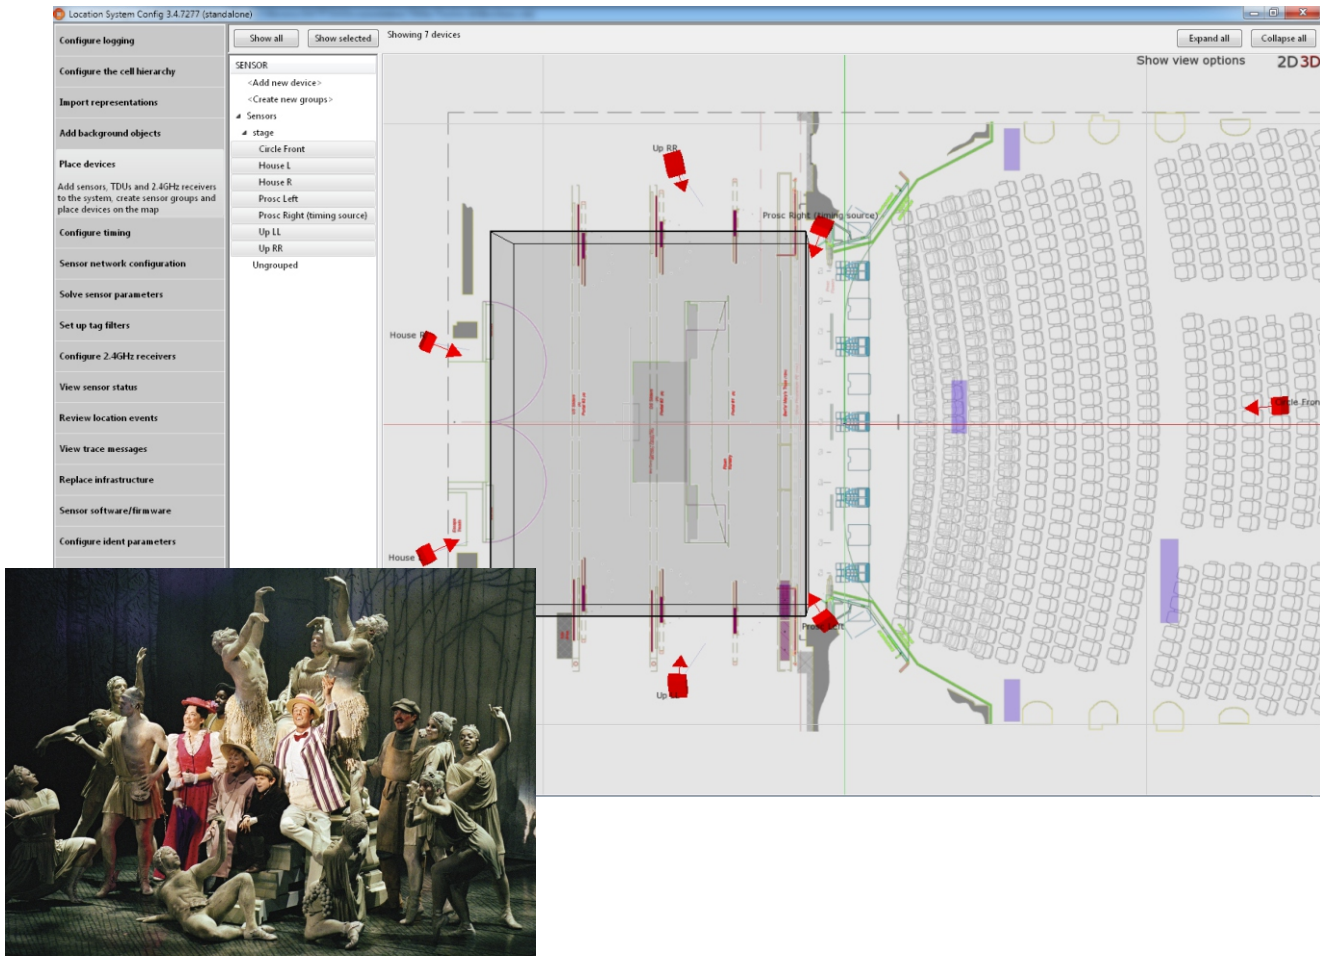 Location System Config 3.4.7277 (standalone)
Configure logging
Configure the cell hierarchy
Import representations
Add background objects
Place devices
Add sensors, TDUs and 2.4GHz receivers
to the system, create sensor groups and
place devices on the map
Configure timing
Sensor network configuration
Solve sensor parameters
Set up tag filters
Configure 2.4GHz receivers
View sensor status
Review location events
View trace messages
Replace infrastructure
Sensor software/firmware
Configure ident parameters
Show all
Show selected
Showing 7 devices
Expand all
Collapse all
SENSOR
<Add new device>
<Create new groups>
Sensors
stage
Circle Front
House L
House R
Prosc Left
Prosc Right (timing source)
Up LL
Up RR
Ungrouped
Show view options
2D 3D
Up RR
Prosc Right (timing source)
House R
Circle Fron
House
Prosc Left
Up